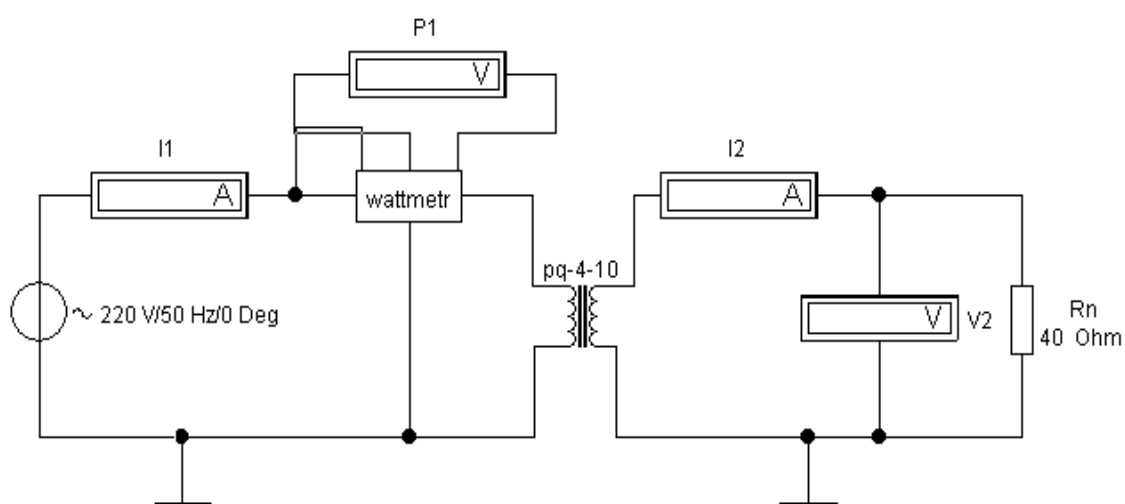 P1
V
I1
A
wattmetr
I2
A
pq-4-10
~ 220 V/50 Hz/0 Deg
V
V2
Rn
40 Ohm